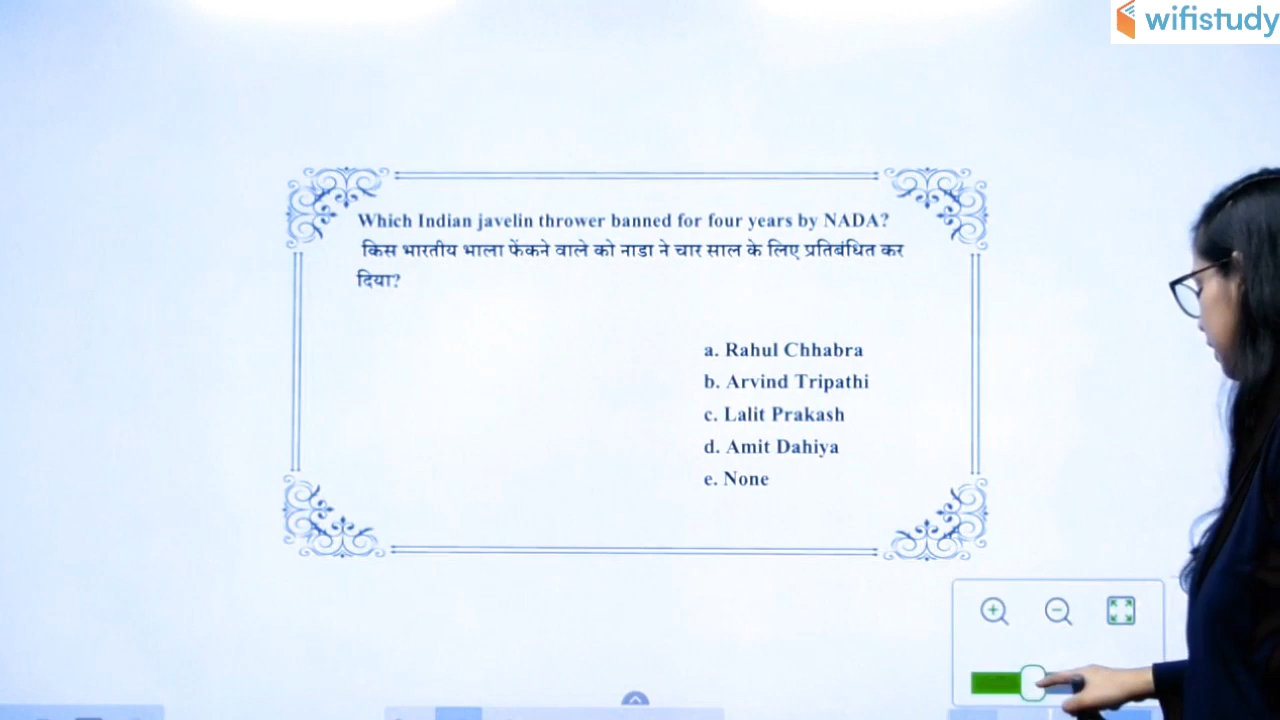 wifistudy
Which Indian javelin thrower banned for four years by NADA?
किस भारतीय भाला फेंकने वाले को नाडा ने चार साल के लिए प्रतिबंधित कर
दिया?
a. Rahul Chhabra
b. Arvind Tripathi
c. Lalit Prakash
d. Amit Dahiya
e. None